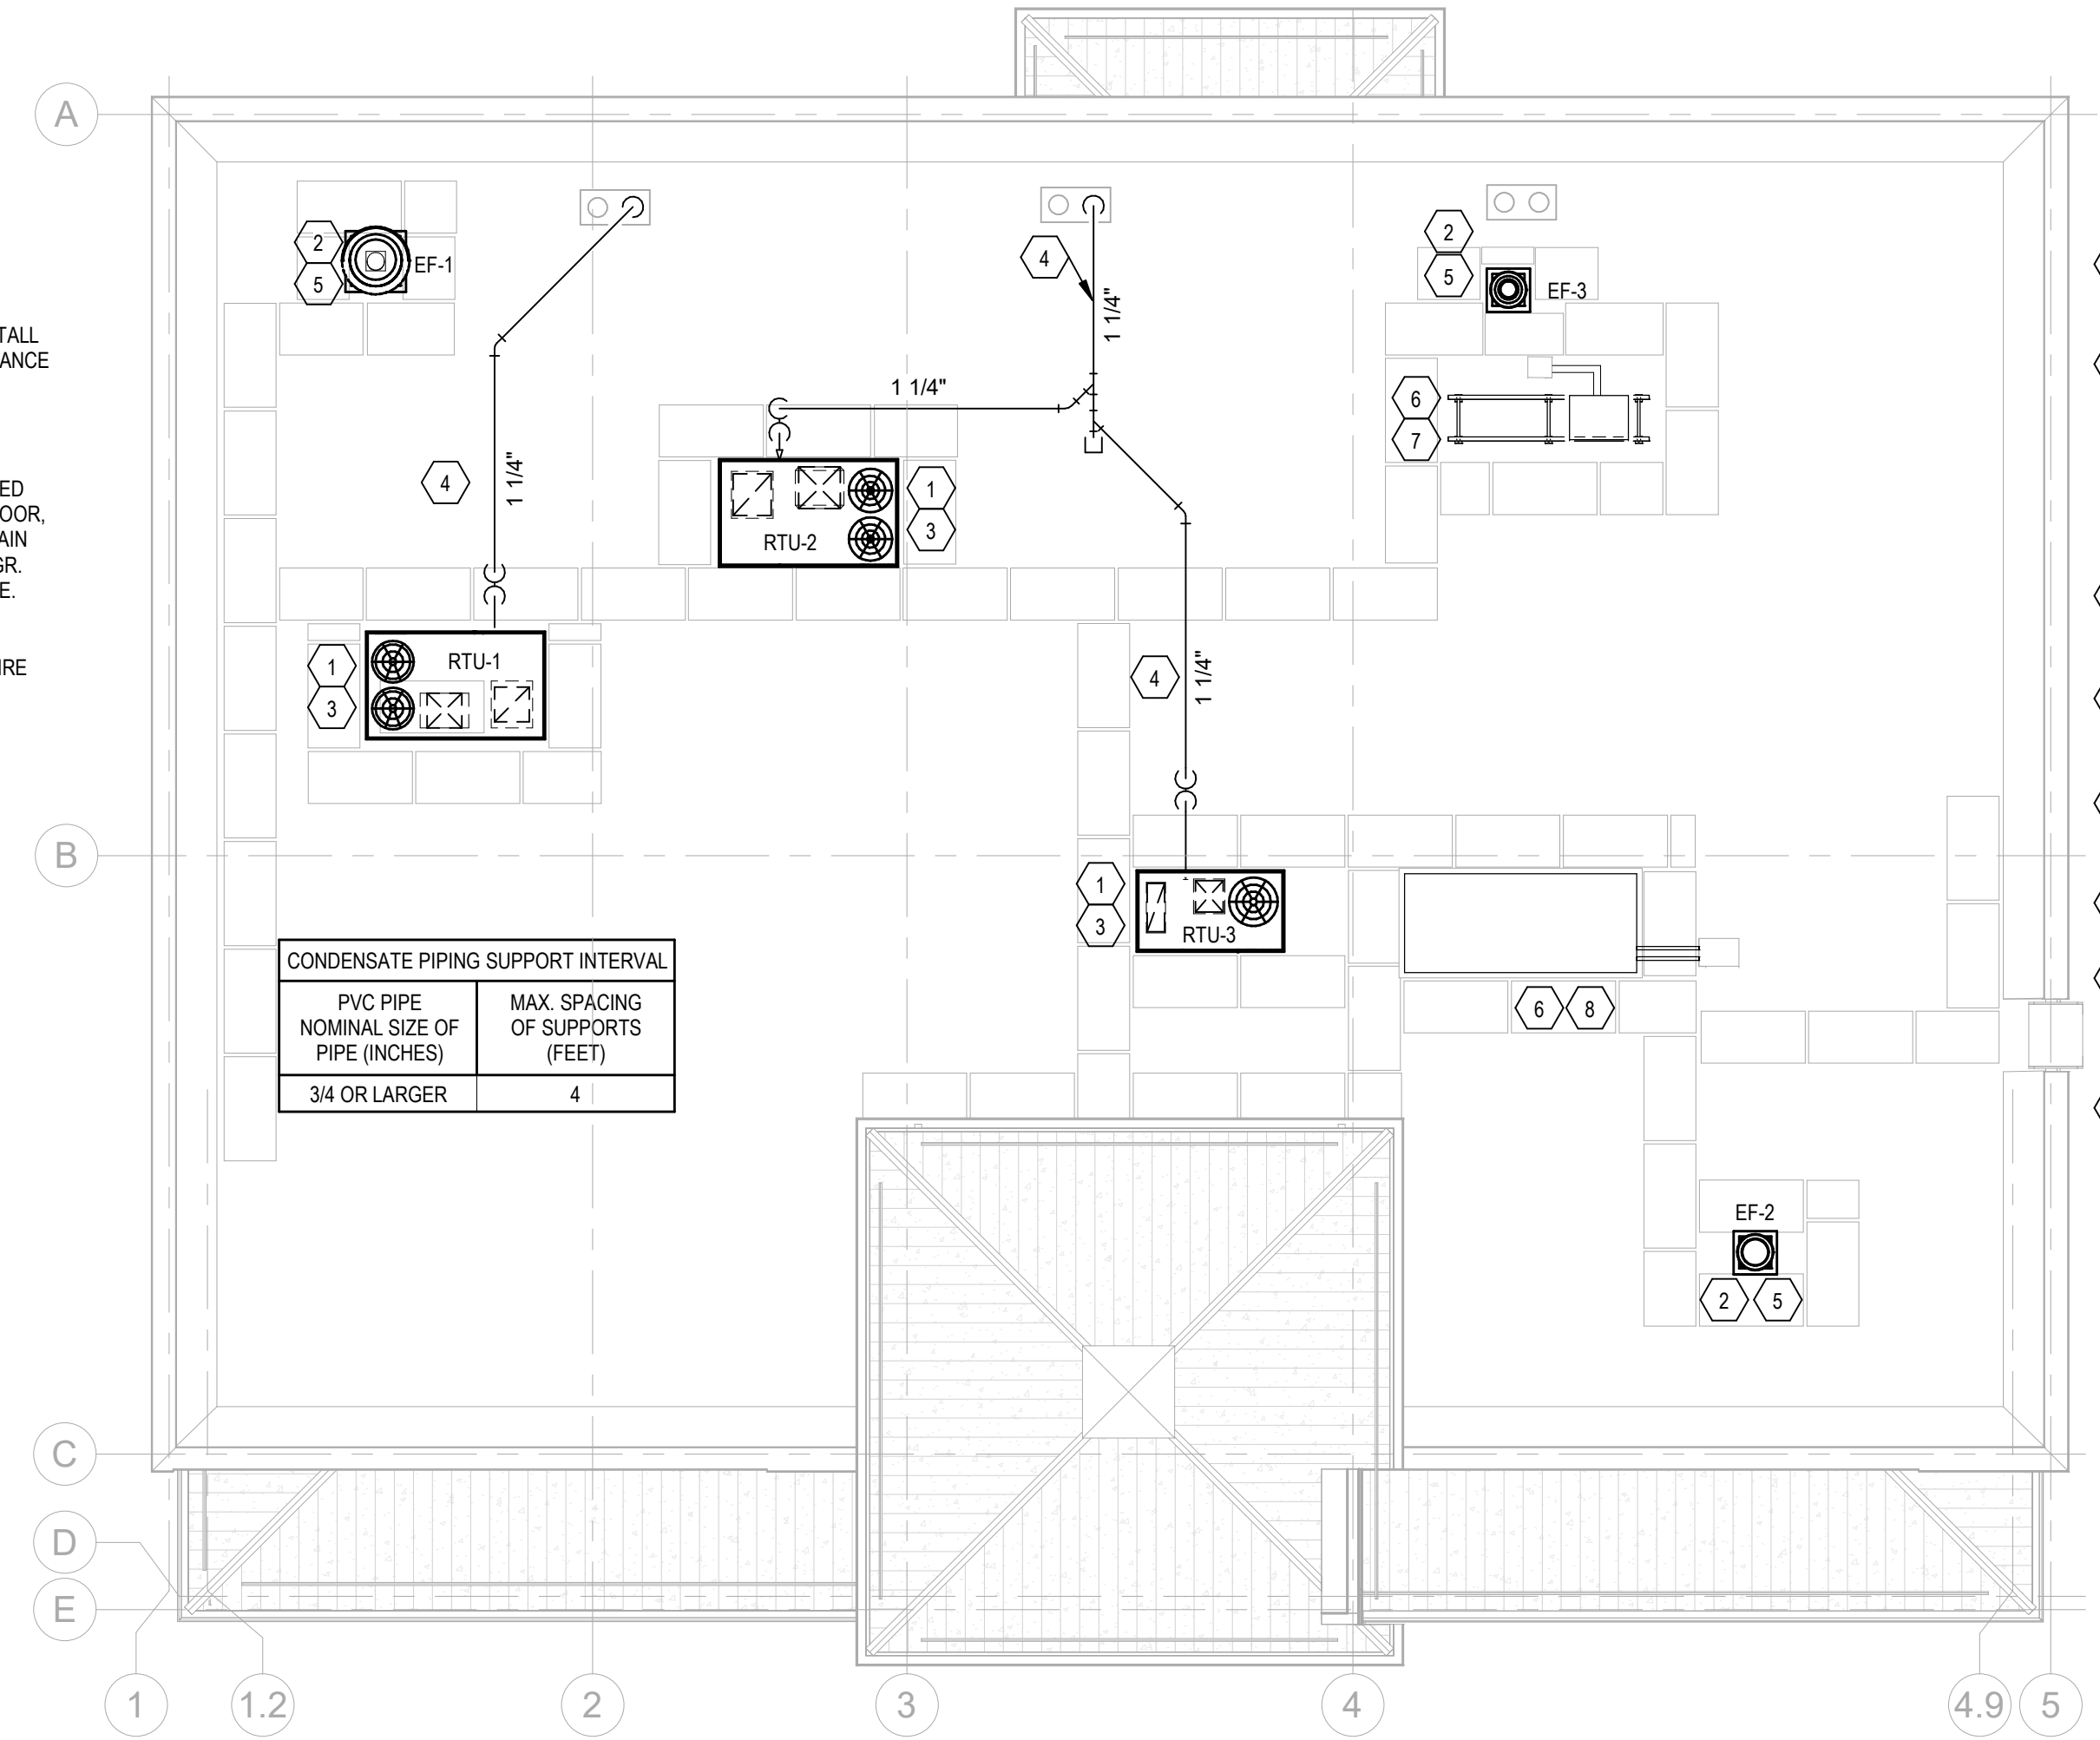 A
2
5
EF-1
4
1 1/4"
2
5
EF-3
TALL
ANCE
1 1/4"
6
7
4
1 1/4"
ED
OOR,
AIN
GR.
E.
RTU-2
1
3
IRE
1
3
RTU-1
4
1 1/4"
B
1
3
RTU-3
CONDENSATE PIPING SUPPORT INTERVAL
PVC PIPE
NOMINAL SIZE OF
PIPE (INCHES)
MAX. SPACING
OF SUPPORTS
(FEET)
3/4 OR LARGER
4
6
8
EF-2
2
5
C
D
E
1
1.2
2
3
4
4.9
5